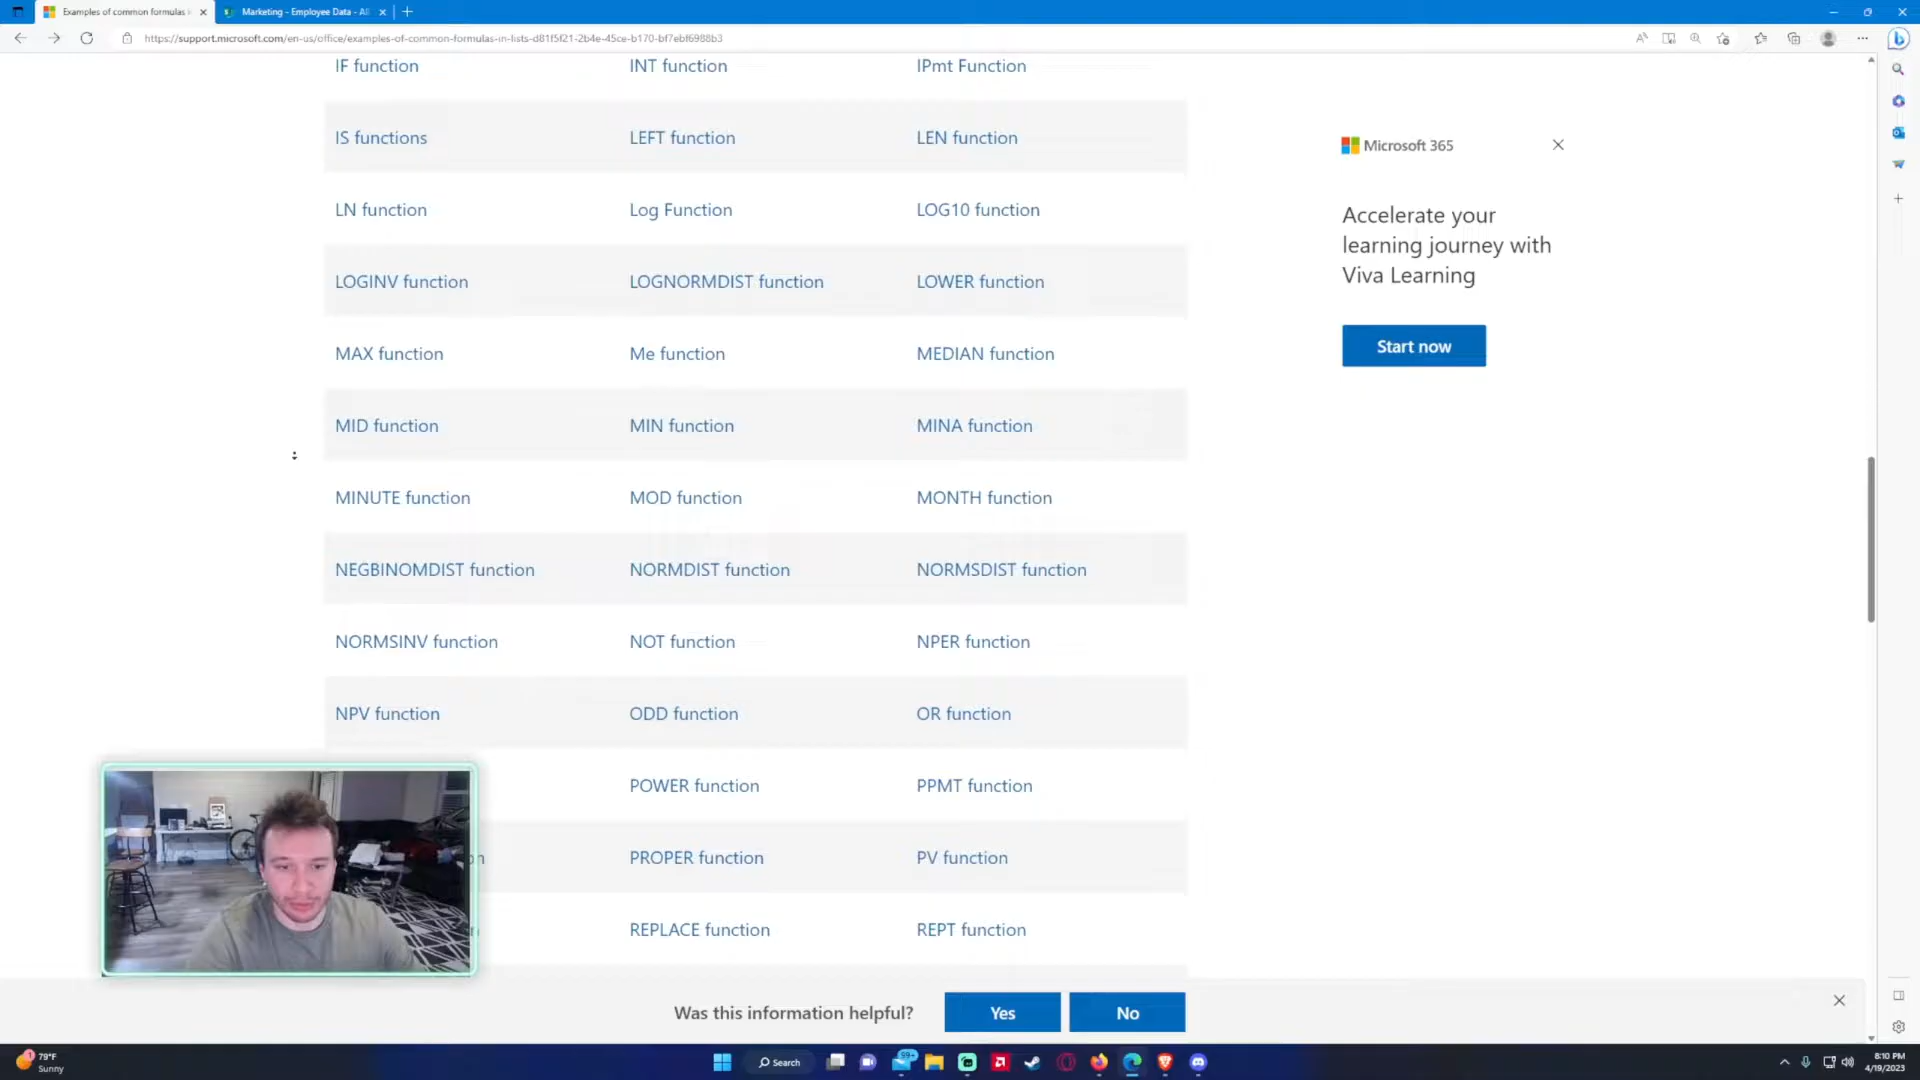 Examples of common formulas i
Marketing - Employee Data - All
https://support.microsoft.com/en-us/office/examples-of-common-formulas-in-lists-d81f5f21-2b4e-45ce-b170-bf7ebf6988b3
IF function INT function IPmt Function
IS functions LEFT function LEN function
LN function Log Function LOG10 function
LOGINV function LOGNORMDIST function LOWER function
MAX function Me function MEDIAN function
MID function MIN function MINA function
MINUTE function MOD function MONTH function
NEGBINOMDIST function NORMDIST function NORMSDIST function
NORMSINV function NOT function NPER function
NPV function ODD function OR function
POWER function PPMT function
PROPER function PV function
REPLACE function REPT function
Microsoft 365
Accelerate your
learning journey with
Viva Learning
Start now
Was this information helpful? Yes No
79°F
Sunny
Search
99+
8:10 PM
4/19/2023